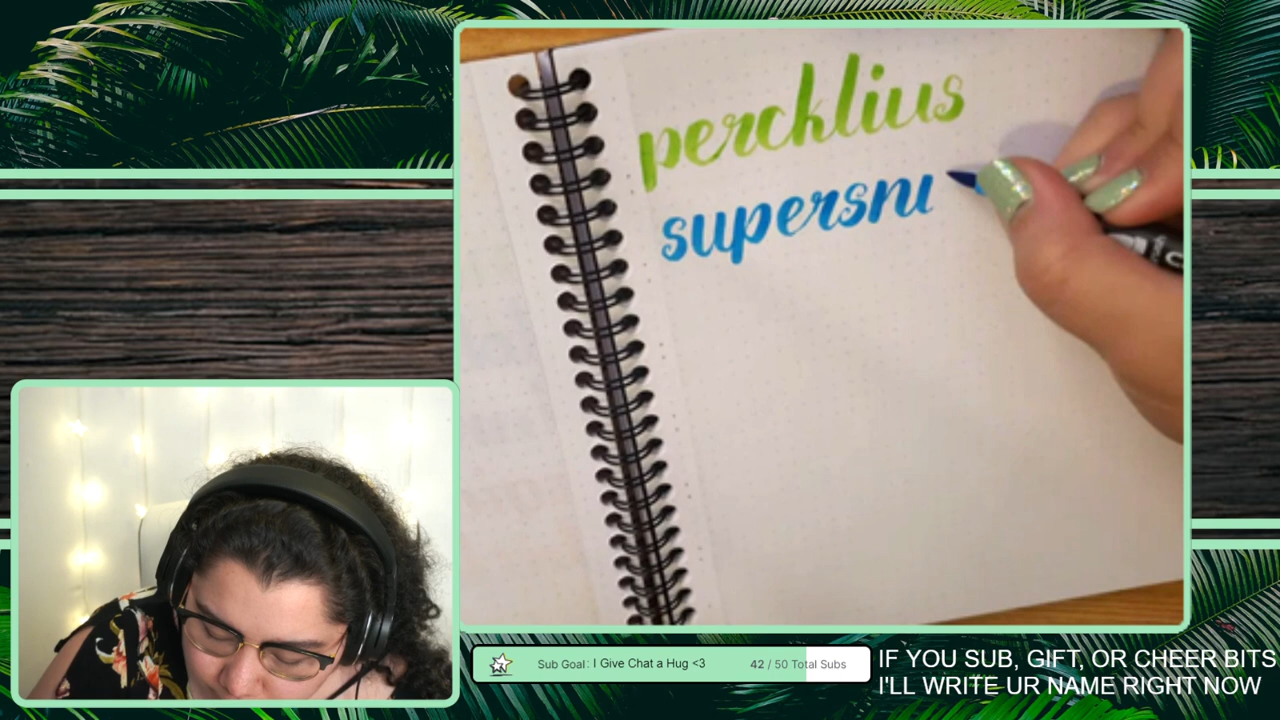 percklius
supersnu
Sub Goal: I Give Chat a Hug <3 42 / 50 Total Subs
IF YOU SUB, GIFT, OR CHEER BITS
I'LL WRITE UR NAME RIGHT NOW